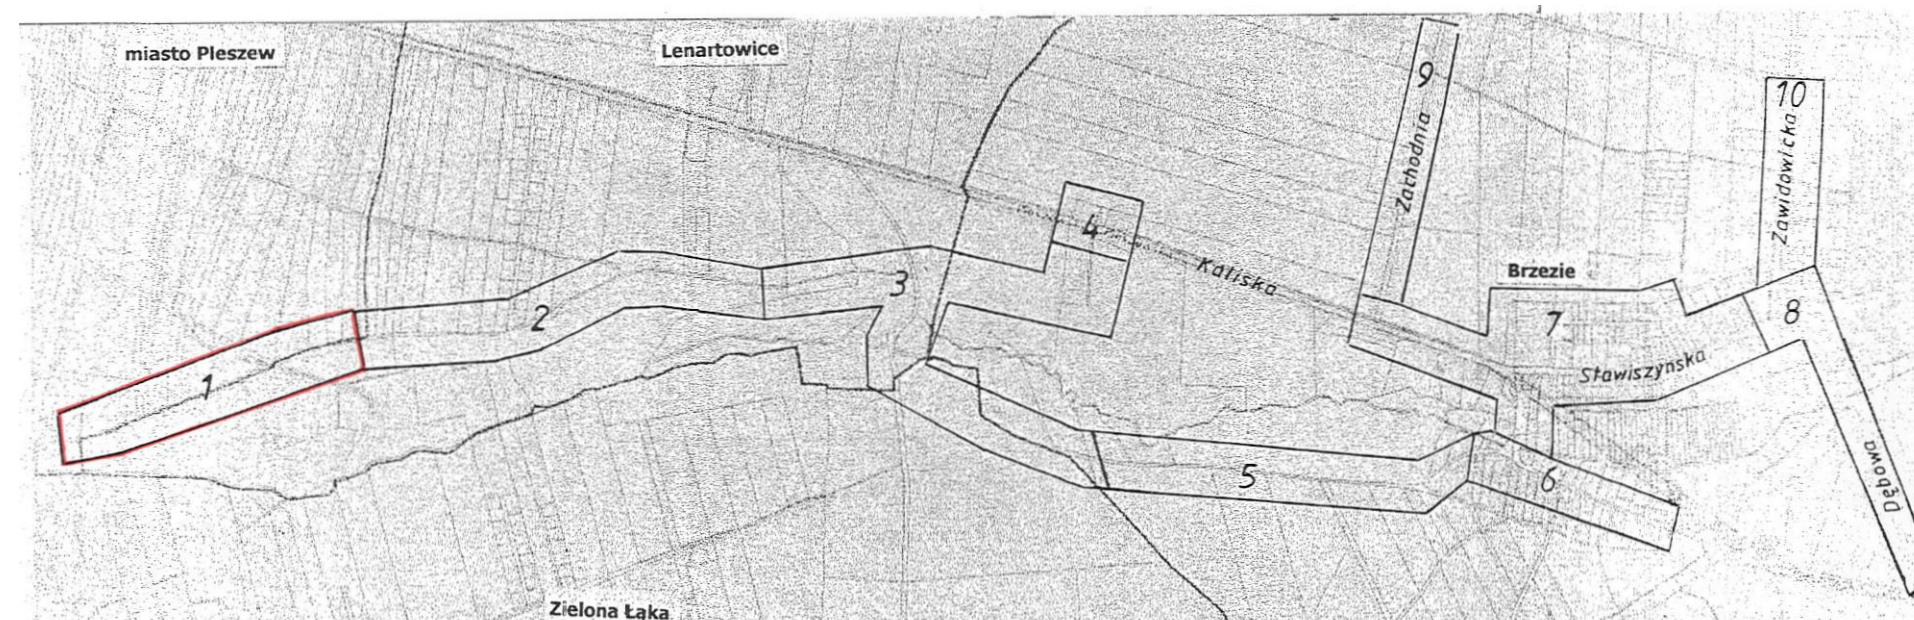 miasto Pleszew
Lenartowice
9
10
Zachodnia
Zawidowicka
4
Kaliska
Brzezie
3
2
7
8
1
Stawiszyńska
5
6
Dębowa
Zielona Łąka